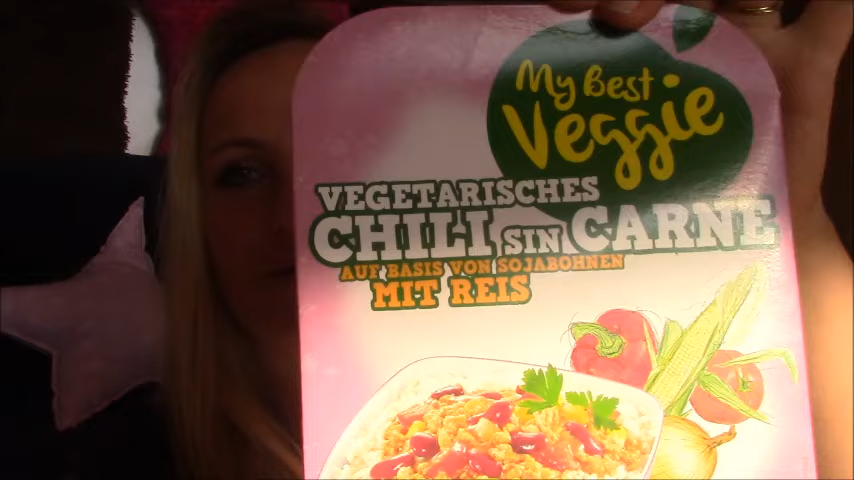 My Best
Veggie
VEGETARISCHES
CHILI SIN CARNE
AUF BASIS VON SOJABOHNEN
MIT REIS